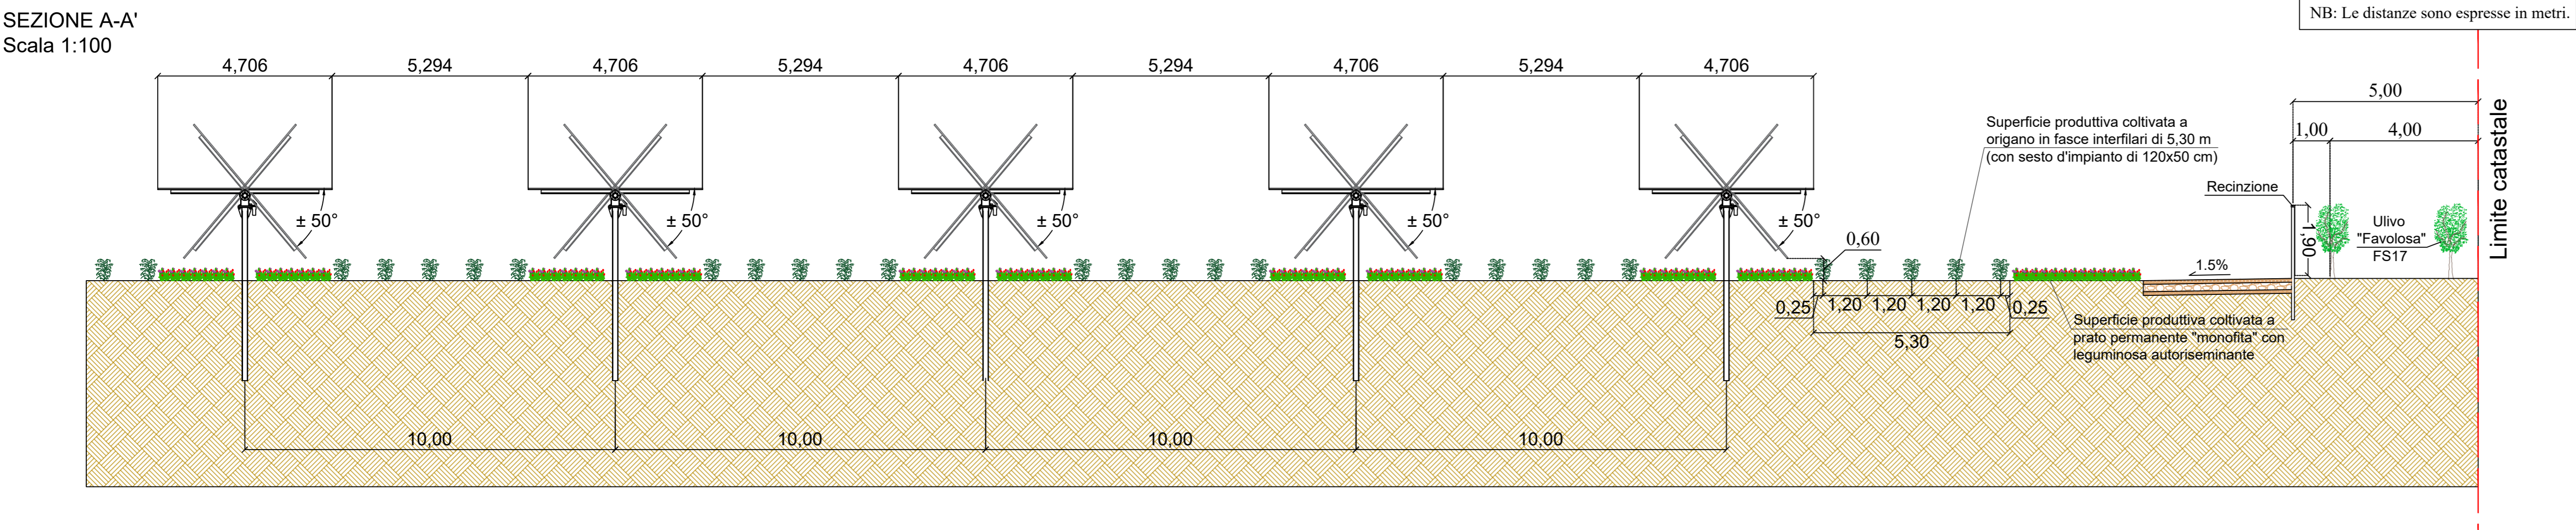 SEZIONE A-A'
Scala 1:100
NB: Le distanze sono espresse in metri.
4,706 5,294 4,706 5,294 4,706 5,294 4,706 5,294 4,706
5,00
1,00 4,00
Limite catastale
Superficie produttiva coltivata a
origano in fasce interfilari di 5,30 m
(con sesto d'impianto di 120x50 cm)
Recinzione
± 50° ± 50° ± 50° ± 50° ± 50°
Ulivo
"Favolosa"
FS17
1,90
0,60
1.5%
0,25 1,20 1,20 1,20 1,20 0,25
5,30
Superficie produttiva coltivata a
prato permanente "monofita" con
leguminosa autoriseminante
10,00 10,00 10,00 10,00